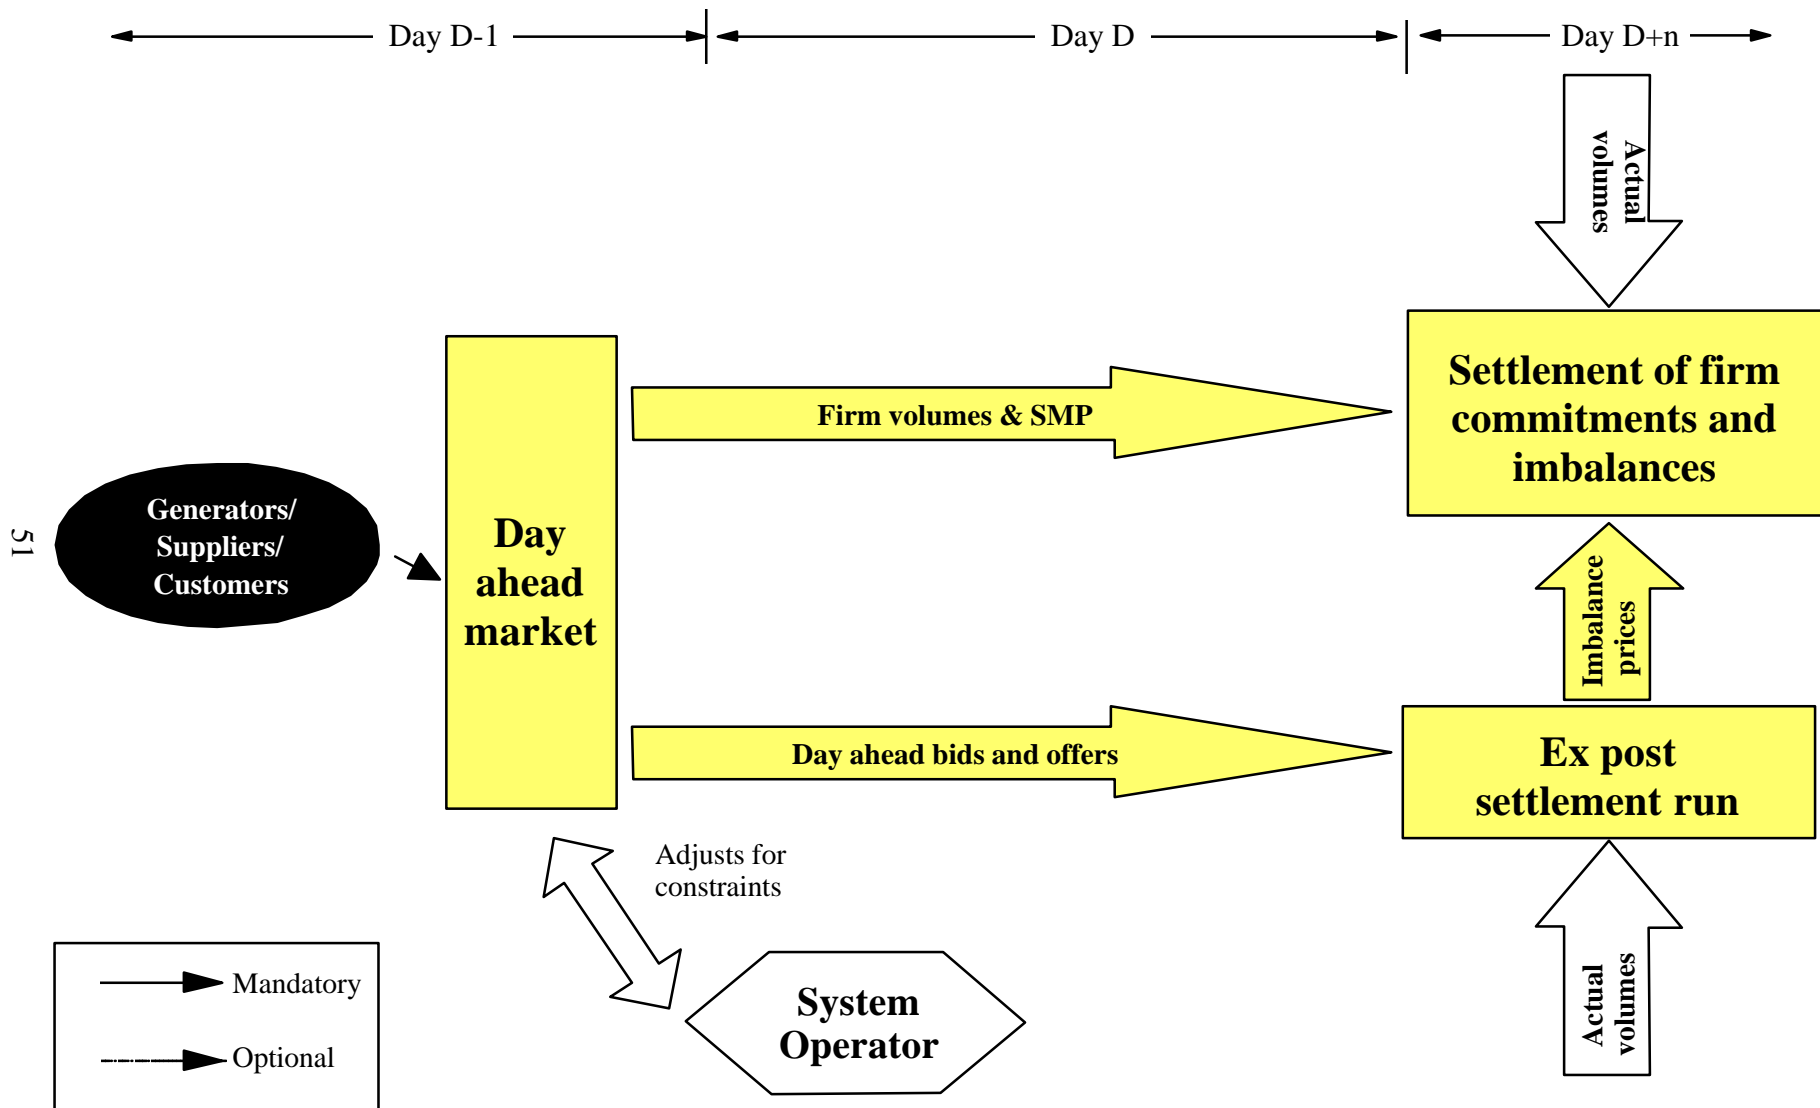 Day D-1
Day D
Day D+n
Actual
volumes
Settlement of firm
commitments and
imbalances
Firm volumes & SMP
Generators/
Suppliers/
Customers
Day
ahead
market
51
Imbalance
prices
Day ahead bids and offers
Ex post
settlement run
Adjusts for
constraints
Mandatory
Optional
System
Operator
Actual
volumes